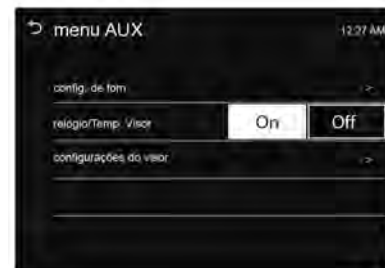 menu AUX
12:27 AM
config. de tom >
relógio/Temp. Visor On Off
configurações do visor >